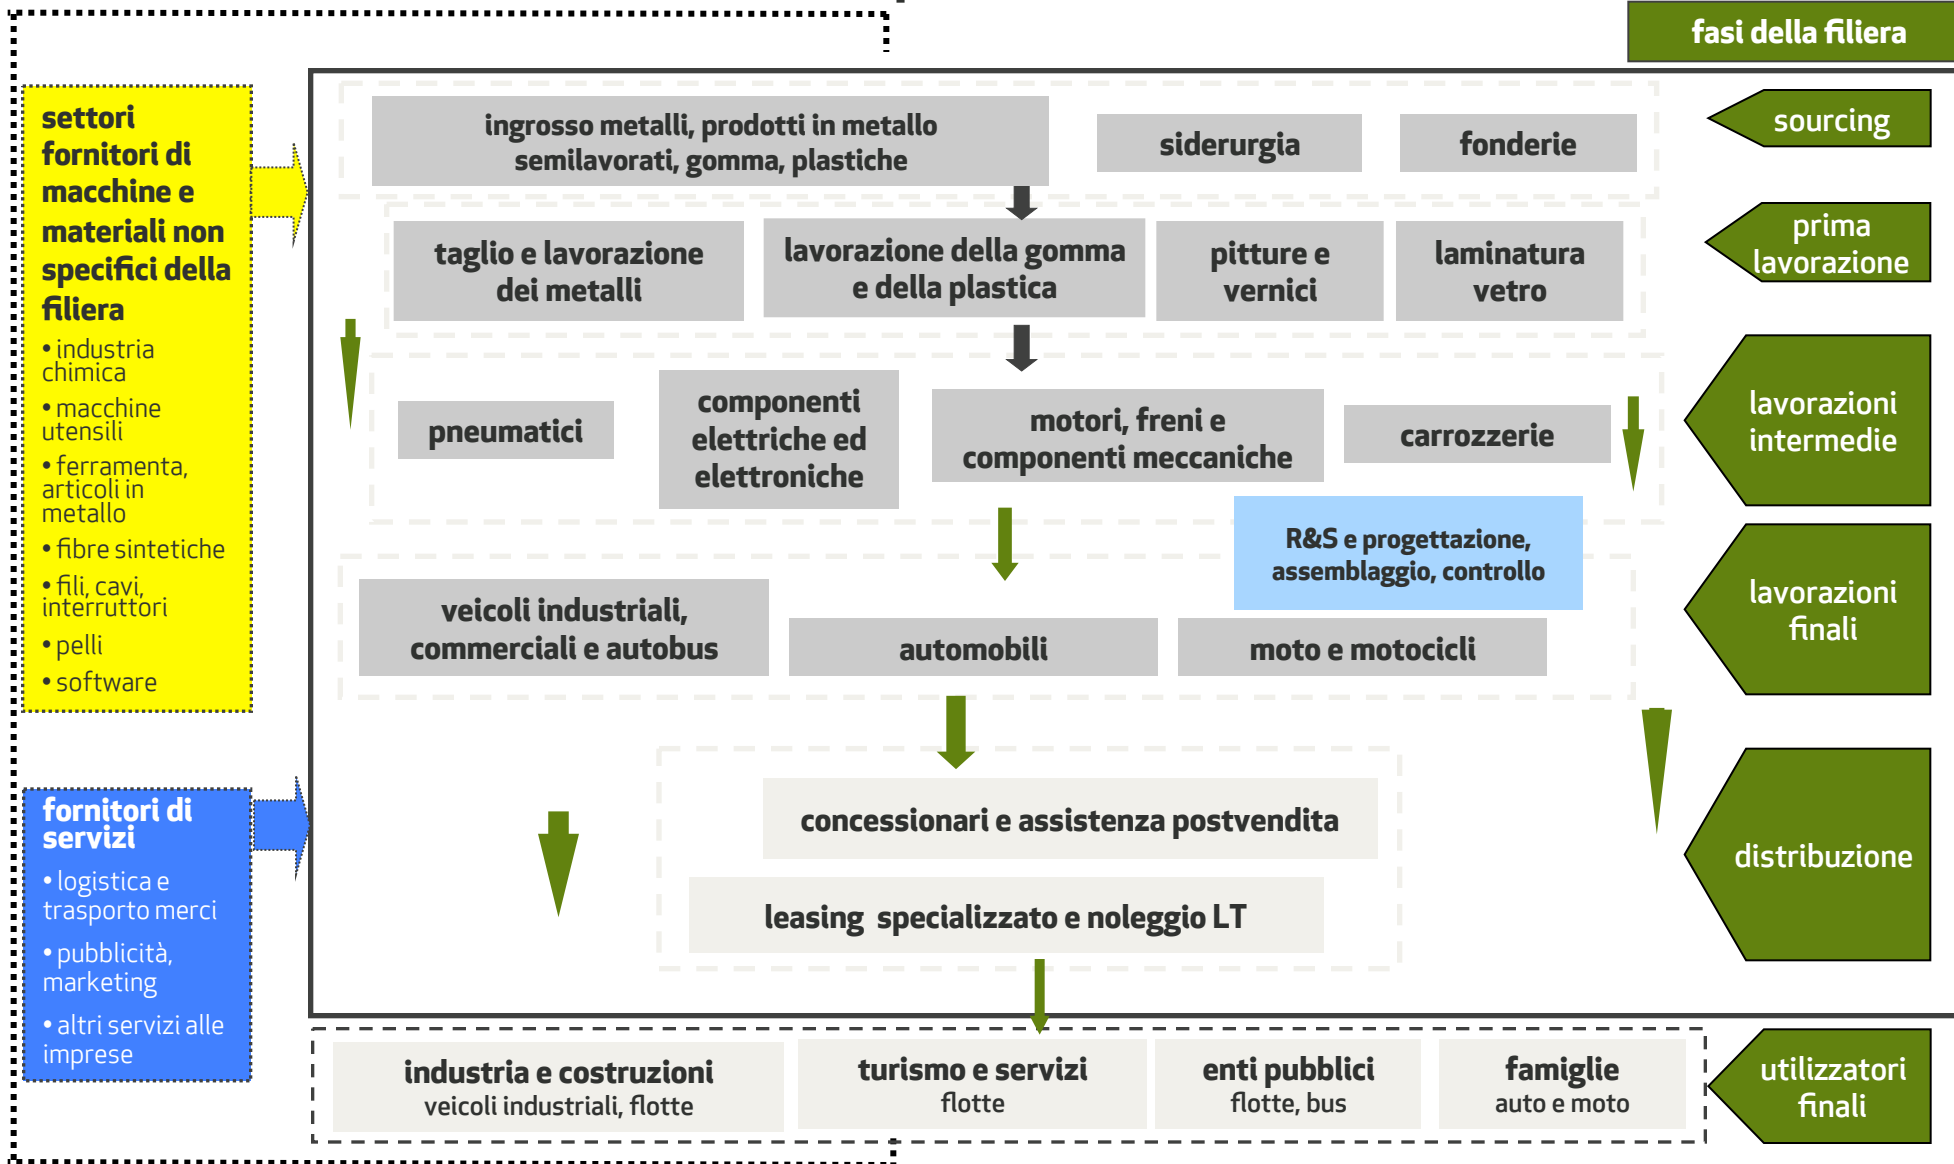 fasi della filiera
settori
fornitori di
macchine e
materiali non
specifici della
filiera
• industria
chimica
• macchine
utensili
• ferramenta,
articoli in
metallo
• fibre sintetiche
• fili, cavi,
interruttori
• pelli
• software
fornitori di
servizi
• logistica e
trasporto merci
• pubblicità,
marketing
• altri servizi alle
imprese
ingrosso metalli, prodotti in metallo
semilavorati, gomma, plastiche
siderurgia
fonderie
sourcing
taglio e lavorazione
dei metalli
lavorazione della gomma
e della plastica
pitture e
vernici
laminatura
vetro
prima
lavorazione
pneumatici
componenti
elettriche ed
elettroniche
motori, freni e
componenti meccaniche
carrozzerie
lavorazioni
intermedie
R&S e progettazione,
assemblaggio, controllo
veicoli industriali,
commerciali e autobus
automobili
moto e motocicli
lavorazioni
finali
concessionari e assistenza postvendita
leasing specializzato e noleggio LT
distribuzione
industria e costruzioni
veicoli industriali, flotte
turismo e servizi
flotte
enti pubblici
flotte, bus
famiglie
auto e moto
utilizzatori
finali